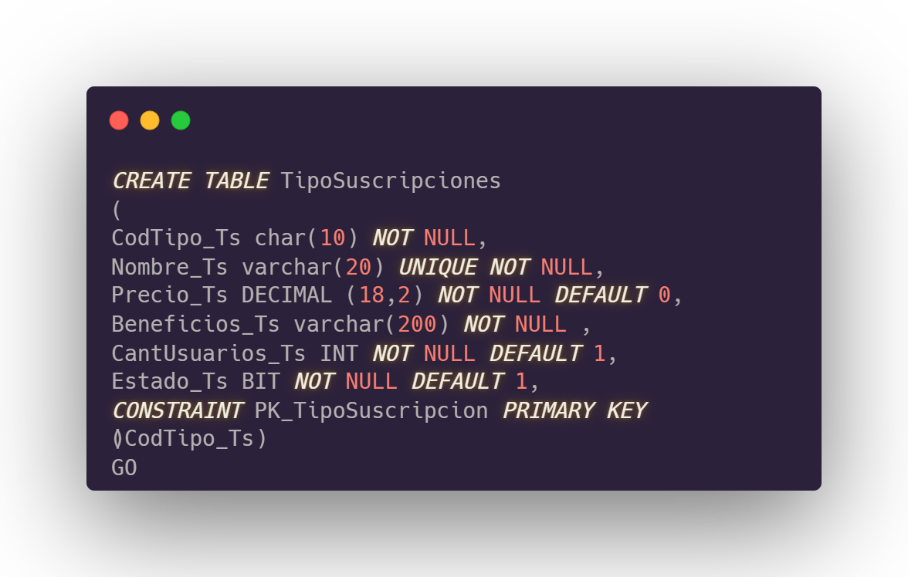 CREATE TABLE TipoSuscripciones
(
CodTipo_Ts char(10) NOT NULL,
Nombre_Ts varchar(20) UNIQUE NOT NULL,
Precio_Ts DECIMAL (18,2) NOT NULL DEFAULT 0,
Beneficios_Ts varchar(200) NOT NULL ,
CantUsuarios_Ts INT NOT NULL DEFAULT 1,
Estado_Ts BIT NOT NULL DEFAULT 1,
CONSTRAINT PK_TipoSuscripcion PRIMARY KEY
(CodTipo_Ts)
)
GO